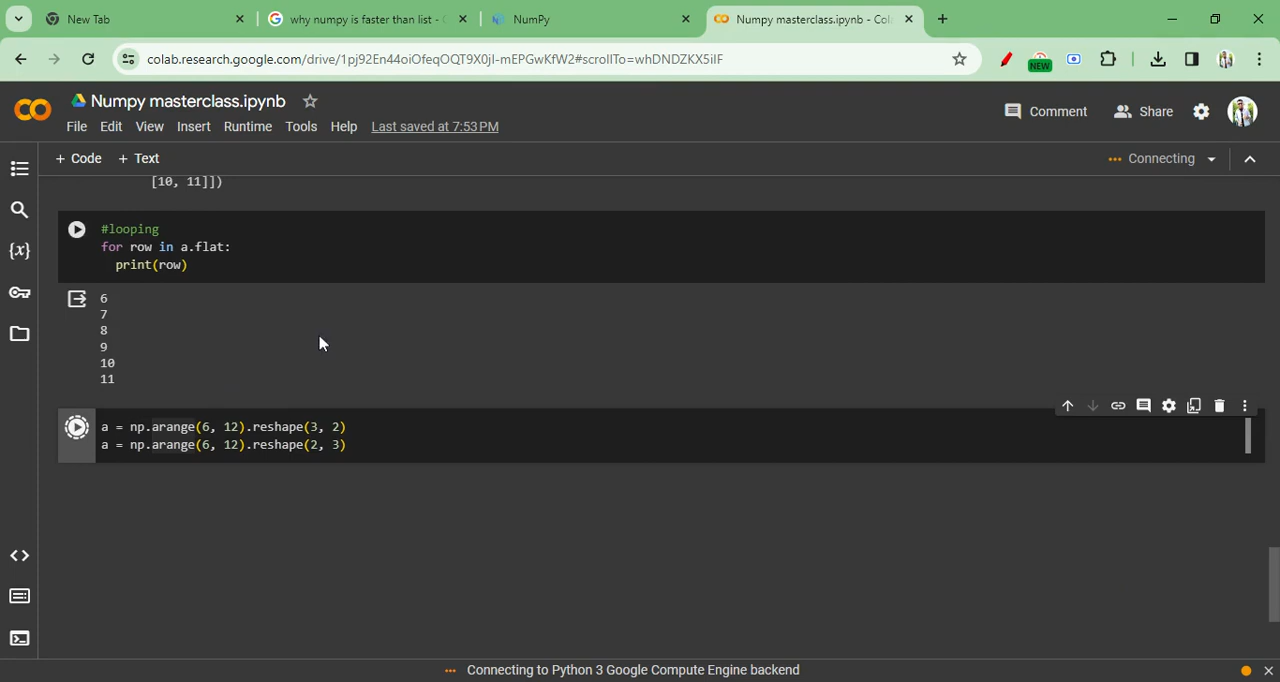 New Tab
why numpy is faster than list - G
NumPy
Numpy masterclass.ipynb - Col
colab.research.google.com/drive/1pj92En44oiOfeqOQT9X0jI-mEPGwKfW2#scrollTo=whDNDZKX5iIF
NEW
Numpy masterclass.ipynb
Comment
Share
File Edit View Insert Runtime Tools Help Last saved at 7:53 PM
+ Code + Text
Connecting
[10, 11]])
#looping
for row in a.flat:
print(row)
6
7
8
9
10
11
a = np.arange(6, 12).reshape(3, 2)
a = np.arange(6, 12).reshape(2, 3)
Connecting to Python 3 Google Compute Engine backend